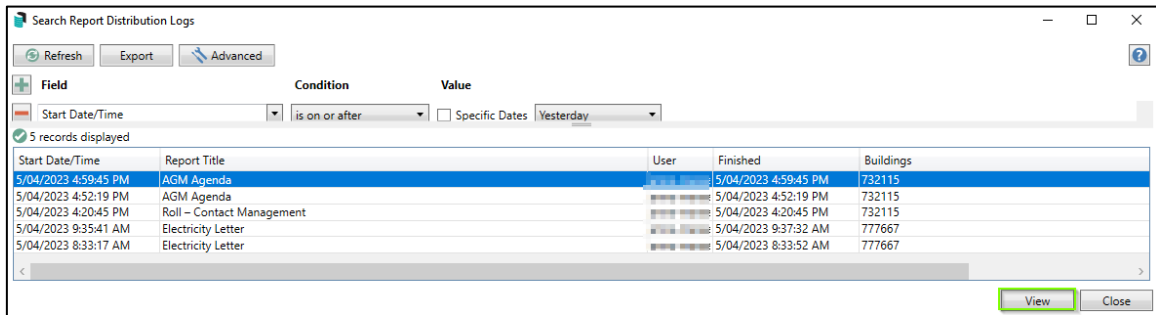 Search Report Distribution Logs
Refresh Export Advanced
Field Condition Value
Start Date/Time is on or after Specific Dates Yesterday
5 records displayed
Start Date/Time Report Title User Finished Buildings
5/04/2023 4:59:45 PM AGM Agenda 5/04/2023 4:59:45 PM 732115
5/04/2023 4:52:19 PM AGM Agenda 5/04/2023 4:52:19 PM 732115
5/04/2023 4:20:45 PM Roll – Contact Management 5/04/2023 4:20:45 PM 732115
5/04/2023 9:35:41 AM Electricity Letter 5/04/2023 9:37:32 AM 777667
5/04/2023 8:33:17 AM Electricity Letter 5/04/2023 8:33:52 AM 777667
View Close